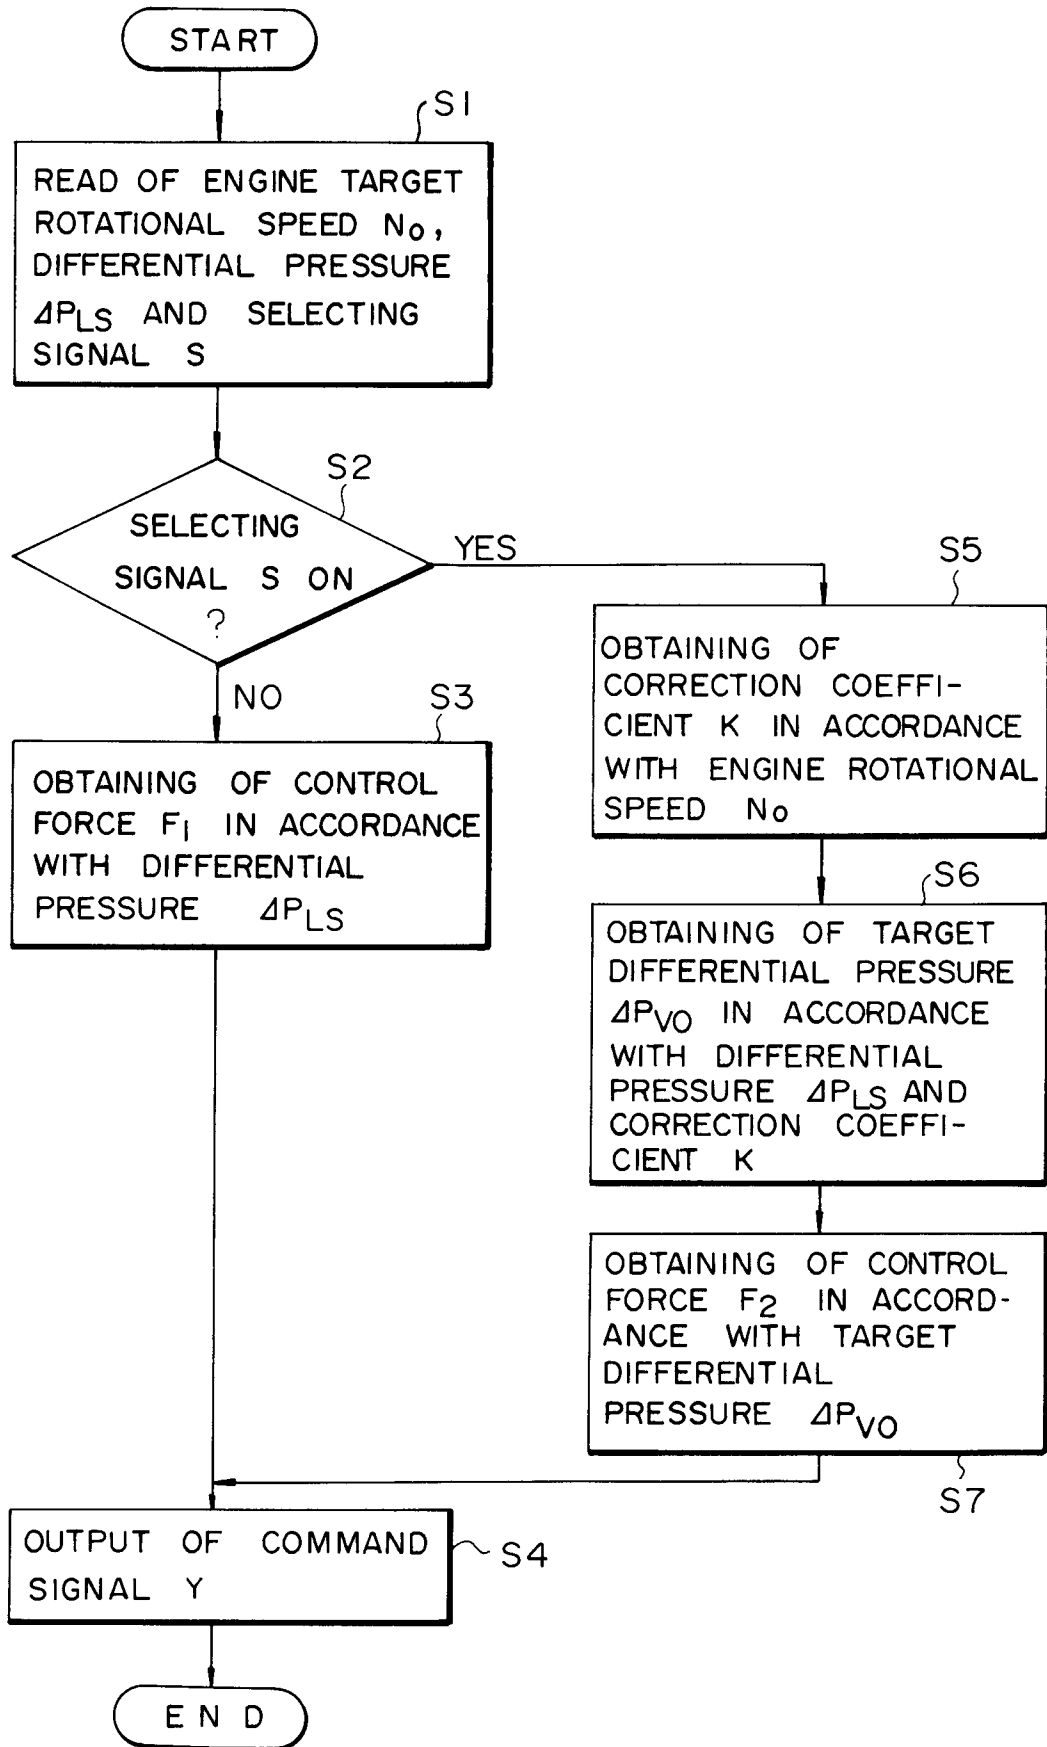 START
S1
READ OF ENGINE TARGET
ROTATIONAL SPEED No,
DIFFERENTIAL PRESSURE
ΔPLS AND SELECTING
SIGNAL S
S2
SELECTING
SIGNAL S ON
?
YES
NO
S3
OBTAINING OF CONTROL
FORCE F1 IN ACCORDANCE
WITH DIFFERENTIAL
PRESSURE ΔPLS
S5
OBTAINING OF
CORRECTION COEFFI-
CIENT K IN ACCORDANCE
WITH ENGINE ROTATIONAL
SPEED No
S6
OBTAINING OF TARGET
DIFFERENTIAL PRESSURE
ΔPVO IN ACCORDANCE
WITH DIFFERENTIAL
PRESSURE ΔPLS AND
CORRECTION COEFFI-
CIENT K
OBTAINING OF CONTROL
FORCE F2 IN ACCORD-
ANCE WITH TARGET
DIFFERENTIAL
PRESSURE ΔPVO
S7
OUTPUT OF COMMAND
SIGNAL Y
S4
END